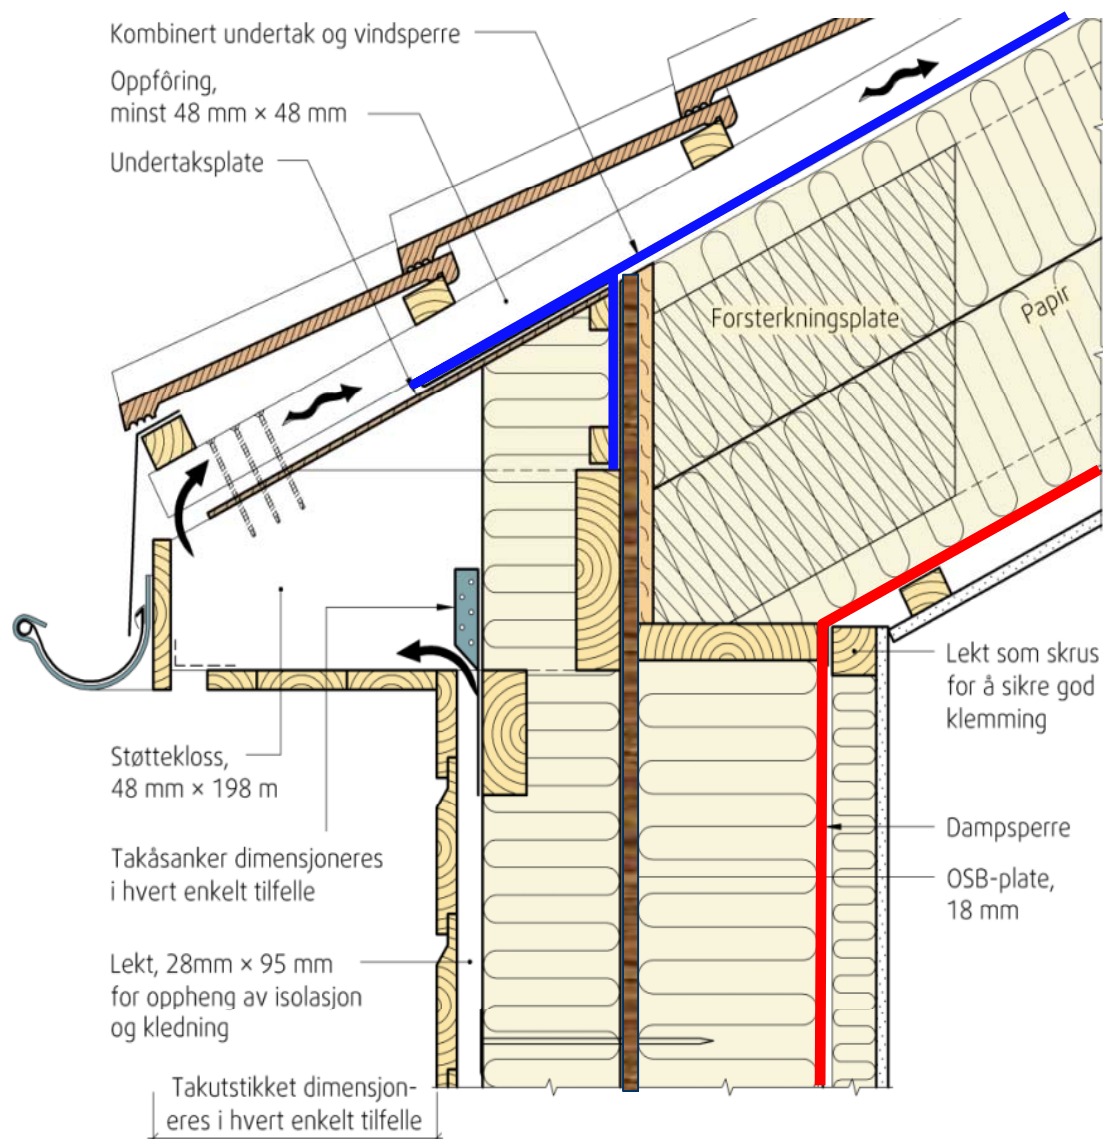 Kombinert undertak og vindsperre
Oppfôring,
minst 48 mm × 48 mm
Undertaksplate
Forsterkningsplate
Papir
Lekt som skrus
for å sikre god
klemming
Støttekloss,
48 mm × 198 m
Dampsperre
Takåsanker dimensjoneres
i hvert enkelt tilfelle
OSB-plate,
18 mm
Lekt, 28mm × 95 mm
for oppheng av isolasjon
og kledning
Takutstikket dimensjon-
eres i hvert enkelt tilfelle